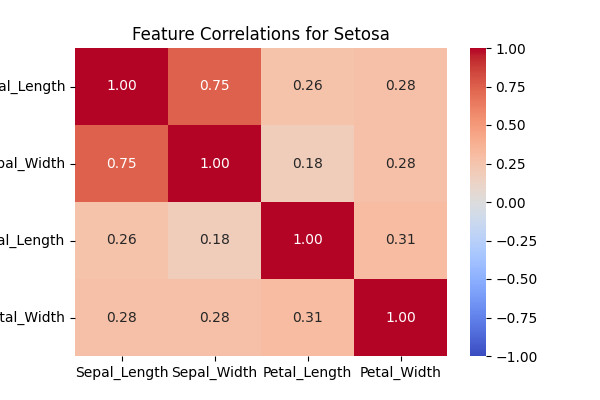 Feature Correlations for Setosa
al_Length 1.00 0.75 0.26 0.28
pal_Width 0.75 1.00 0.18 0.28
al_Length 0.26 0.18 1.00 0.31
tal_Width 0.28 0.28 0.31 1.00
Sepal_Length Sepal_Width Petal_Length Petal_Width
1.00
0.75
0.50
0.25
0.00
−0.25
−0.50
−0.75
−1.00